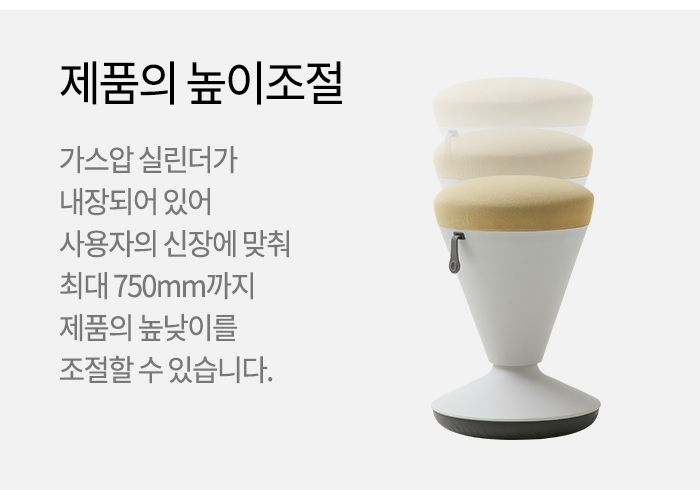 제품의 높이조절
가스압 실린더가
내장되어 있어
사용자의 신장에 맞춰
최대 750mm까지
제품의 높낮이를
조절할 수 있습니다.